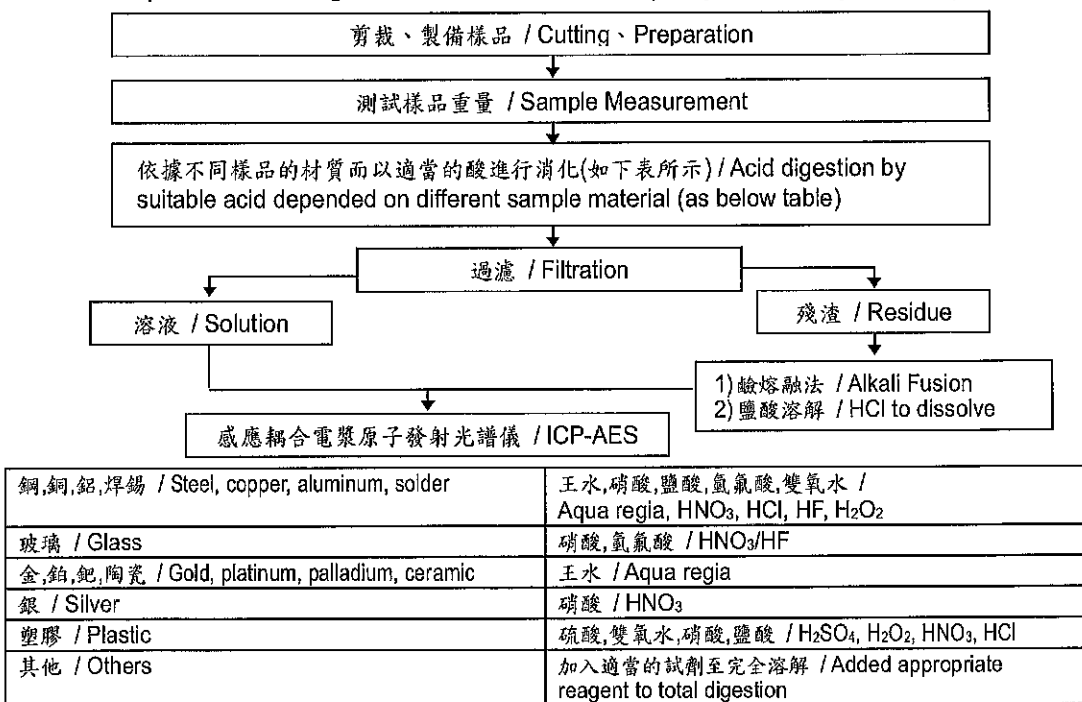 剪裁、製備樣品 / Cutting、Preparation
測試樣品重量 / Sample Measurement
依據不同樣品的材質而以適當的酸進行消化(如下表所示) / Acid digestion by
suitable acid depended on different sample material (as below table)
過濾 / Filtration
溶液 / Solution
殘渣 / Residue
1)鹼熔融法 / Alkali Fusion
2)鹽酸溶解 / HCl to dissolve
感應耦合電漿原子發射光譜儀 / ICP-AES
鋼,銅,鋁,焊錫 / Steel, copper, aluminum, solder
王水,硝酸,鹽酸,氫氟酸,雙氧水 /
Aqua regia, HNO₃, HCl, HF, H₂O₂
玻璃 / Glass
硝酸,氫氟酸 / HNO₃/HF
金,鉑,鈀,陶瓷 / Gold, platinum, palladium, ceramic
王水 / Aqua regia
銀 / Silver
硝酸 / HNO₃
塑膠 / Plastic
硫酸,雙氧水,硝酸,鹽酸 / H₂SO₄, H₂O₂, HNO₃, HCl
其他 / Others
加入適當的試劑至完全溶解 / Added appropriate
reagent to total digestion